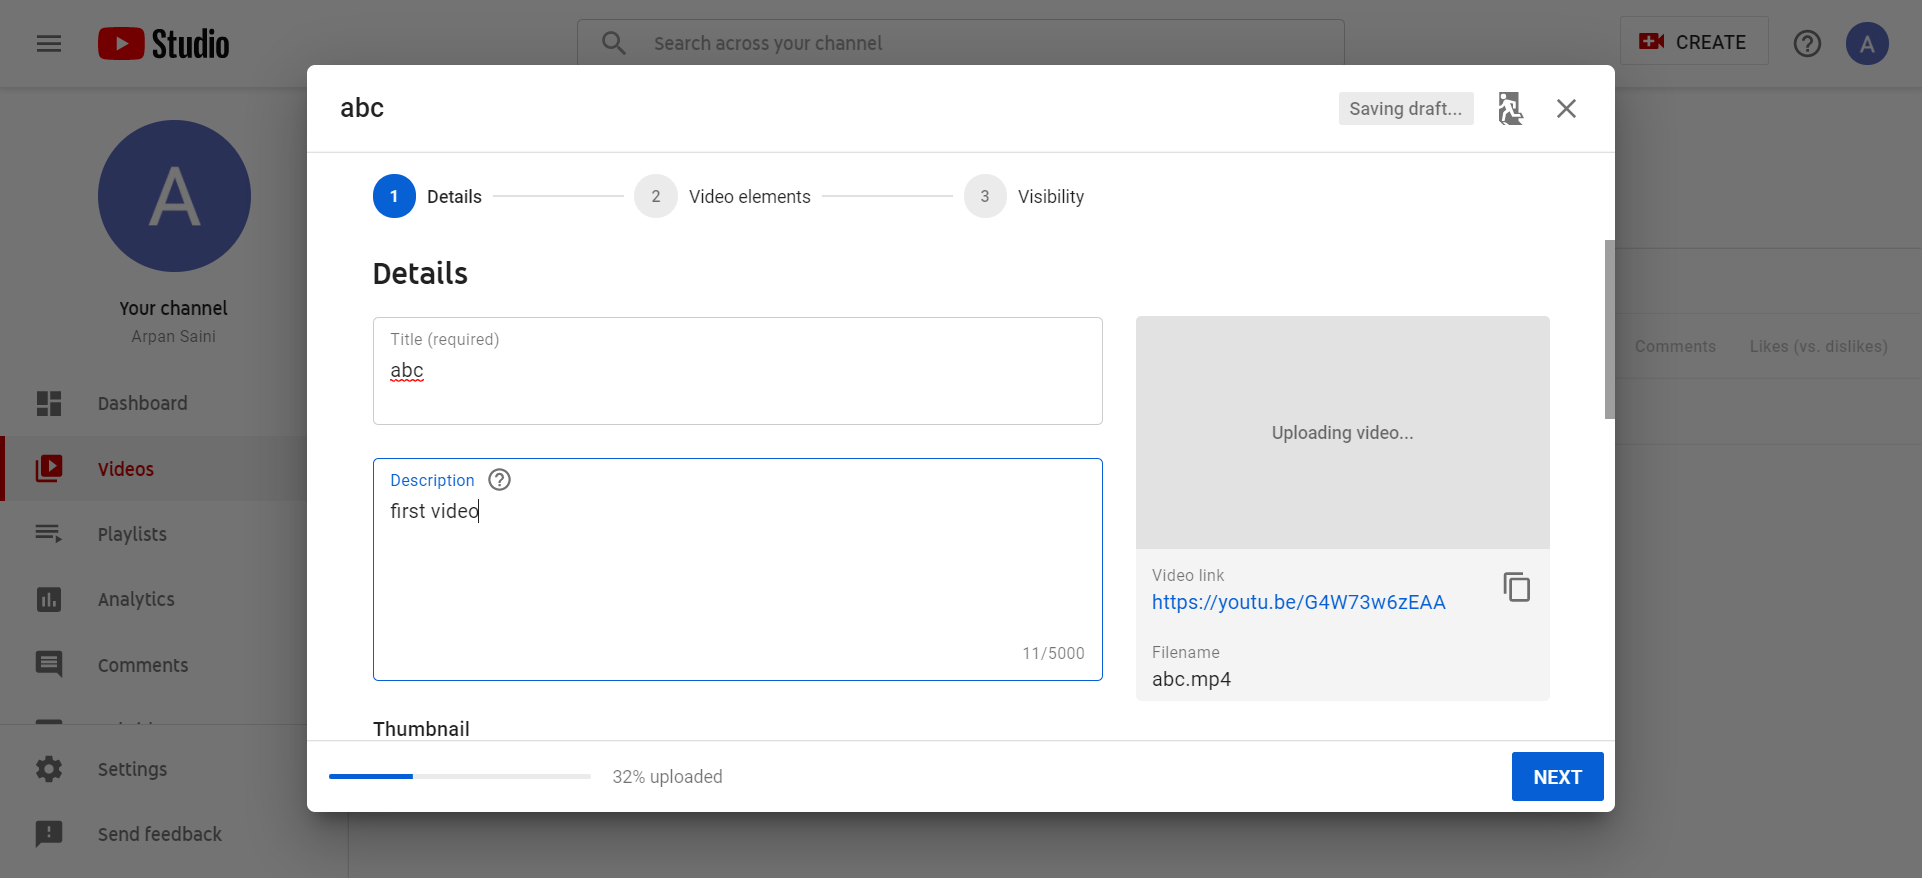 Studio
Search across your channel
CREATE
A
abc
Saving draft...
1 Details
2 Video elements
3 Visibility
A
Your channel
Arpan Saini
Dashboard
Videos
Playlists
Analytics
Comments
Settings
Send feedback
Details
Title (required)
abc
Description
first video
11/5000
Thumbnail
Uploading video...
Video link
https://youtu.be/G4W73w6zEAA
Filename
abc.mp4
Comments
Likes (vs. dislikes)
32% uploaded
NEXT